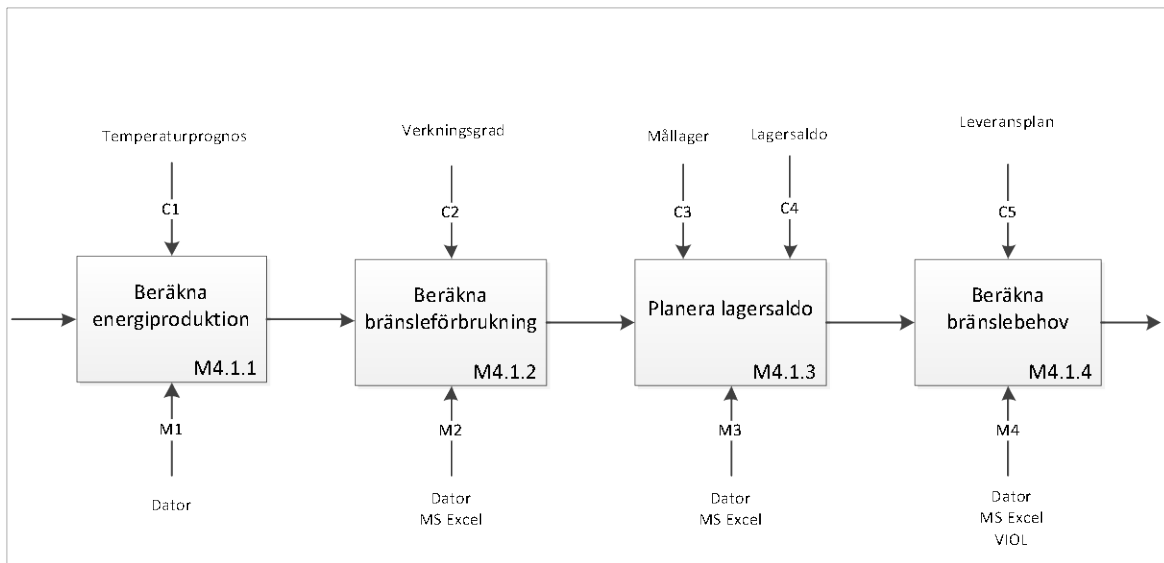 Temperaturprognos
Verkningsgrad
Mållager
Lagersaldo
Leveransplan
C1
C2
C3
C4
C5
Beräkna
energiproduktion
M4.1.1
Beräkna
bränsleförbrukning
M4.1.2
Planera lagersaldo
M4.1.3
Beräkna
bränslebehov
M4.1.4
M1
M2
M3
M4
Dator
Dator
MS Excel
Dator
MS Excel
Dator
MS Excel
VIOL